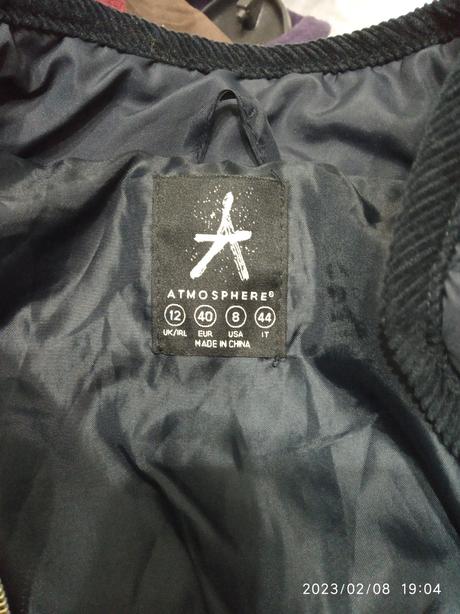 ATMOSPHERE®
12 40 8 44
UK/IRL EUR USA IT
MADE IN CHINA
2023/02/08 19:04